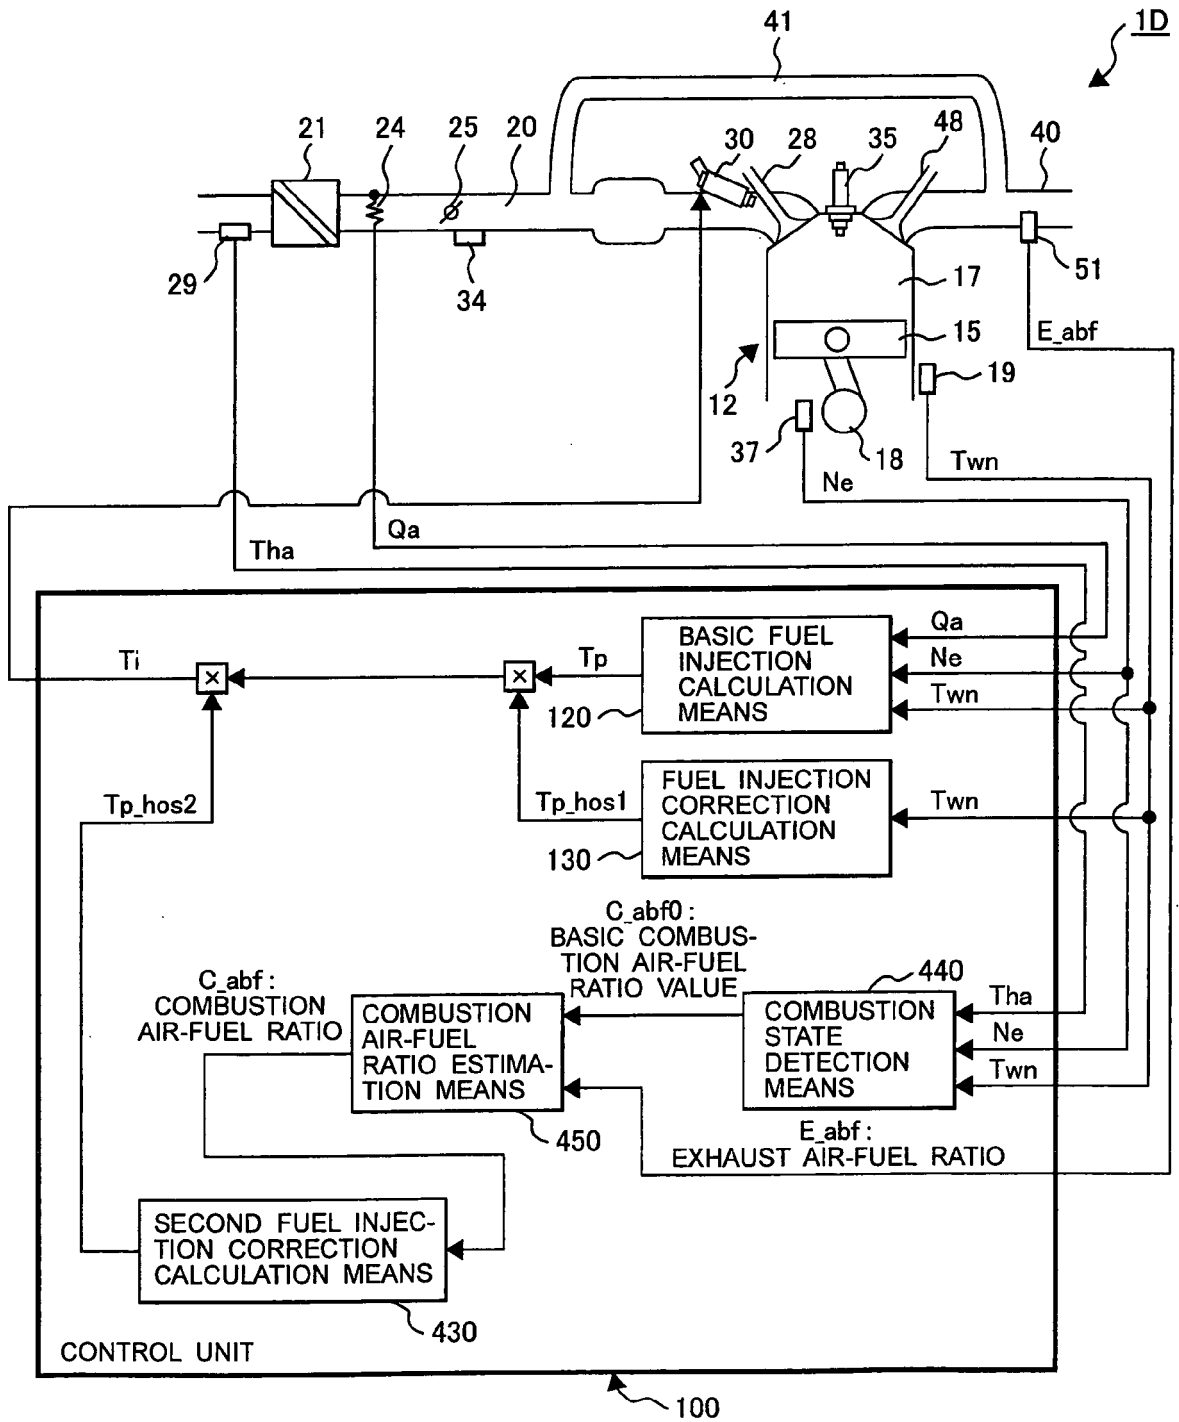 1D
41
21
24
25
20
30
28
35
48
40
29
34
17
51
15
E_abf
12
19
37
18
Twn
Ne
Qa
Tha
BASIC FUEL
INJECTION
CALCULATION
MEANS
Qa
Ne
Twn
Ti
×
×
Tp
120
FUEL INJECTION
CORRECTION
CALCULATION
MEANS
Twn
Tp_hos2
Tp_hos1
130
C_abf0 :
BASIC COMBUS-
TION AIR-FUEL
RATIO VALUE
440
C_abf :
COMBUSTION
AIR-FUEL RATIO
COMBUSTION
AIR-FUEL
RATIO ESTIMA-
TION MEANS
COMBUSTION
STATE
DETECTION
MEANS
Tha
Ne
Twn
450
E_abf :
EXHAUST AIR-FUEL RATIO
SECOND FUEL INJEC-
TION CORRECTION
CALCULATION MEANS
430
CONTROL UNIT
100